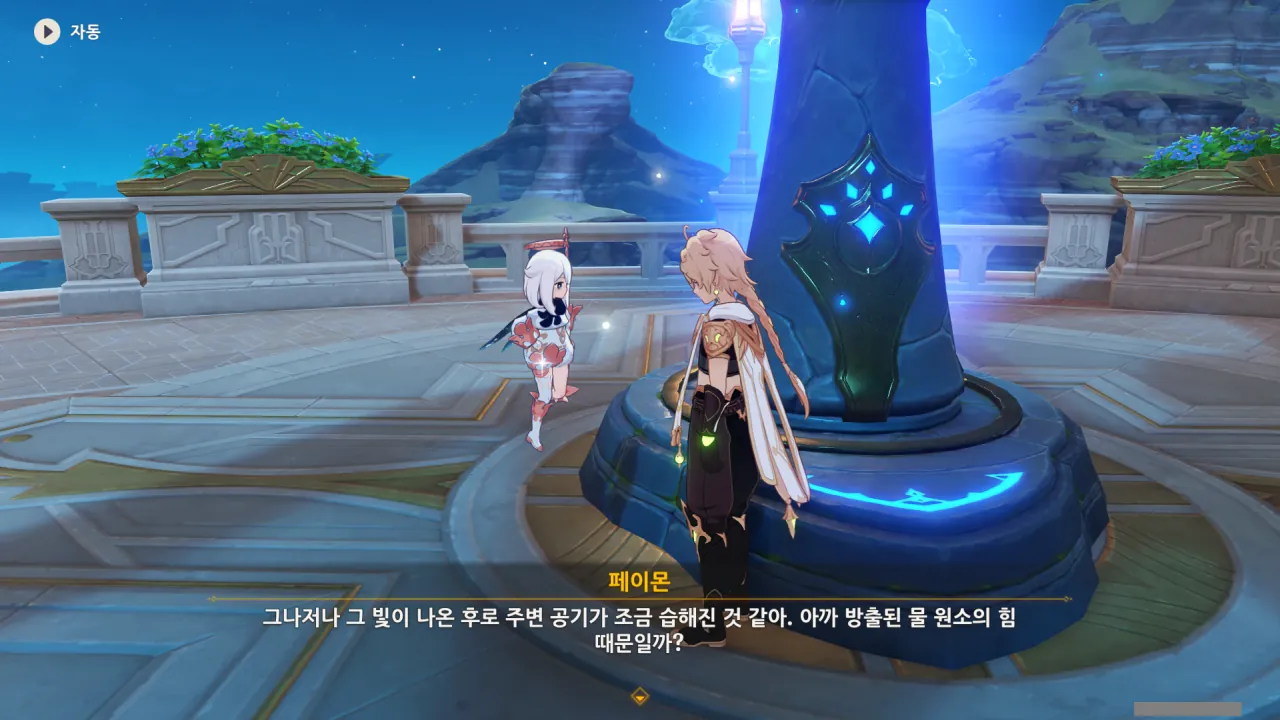 자동
페이몬
그나저나 그 빛이 나온 후로 주변 공기가 조금 습해진 것 같아. 아까 방출된 물 원소의 힘
때문일까?